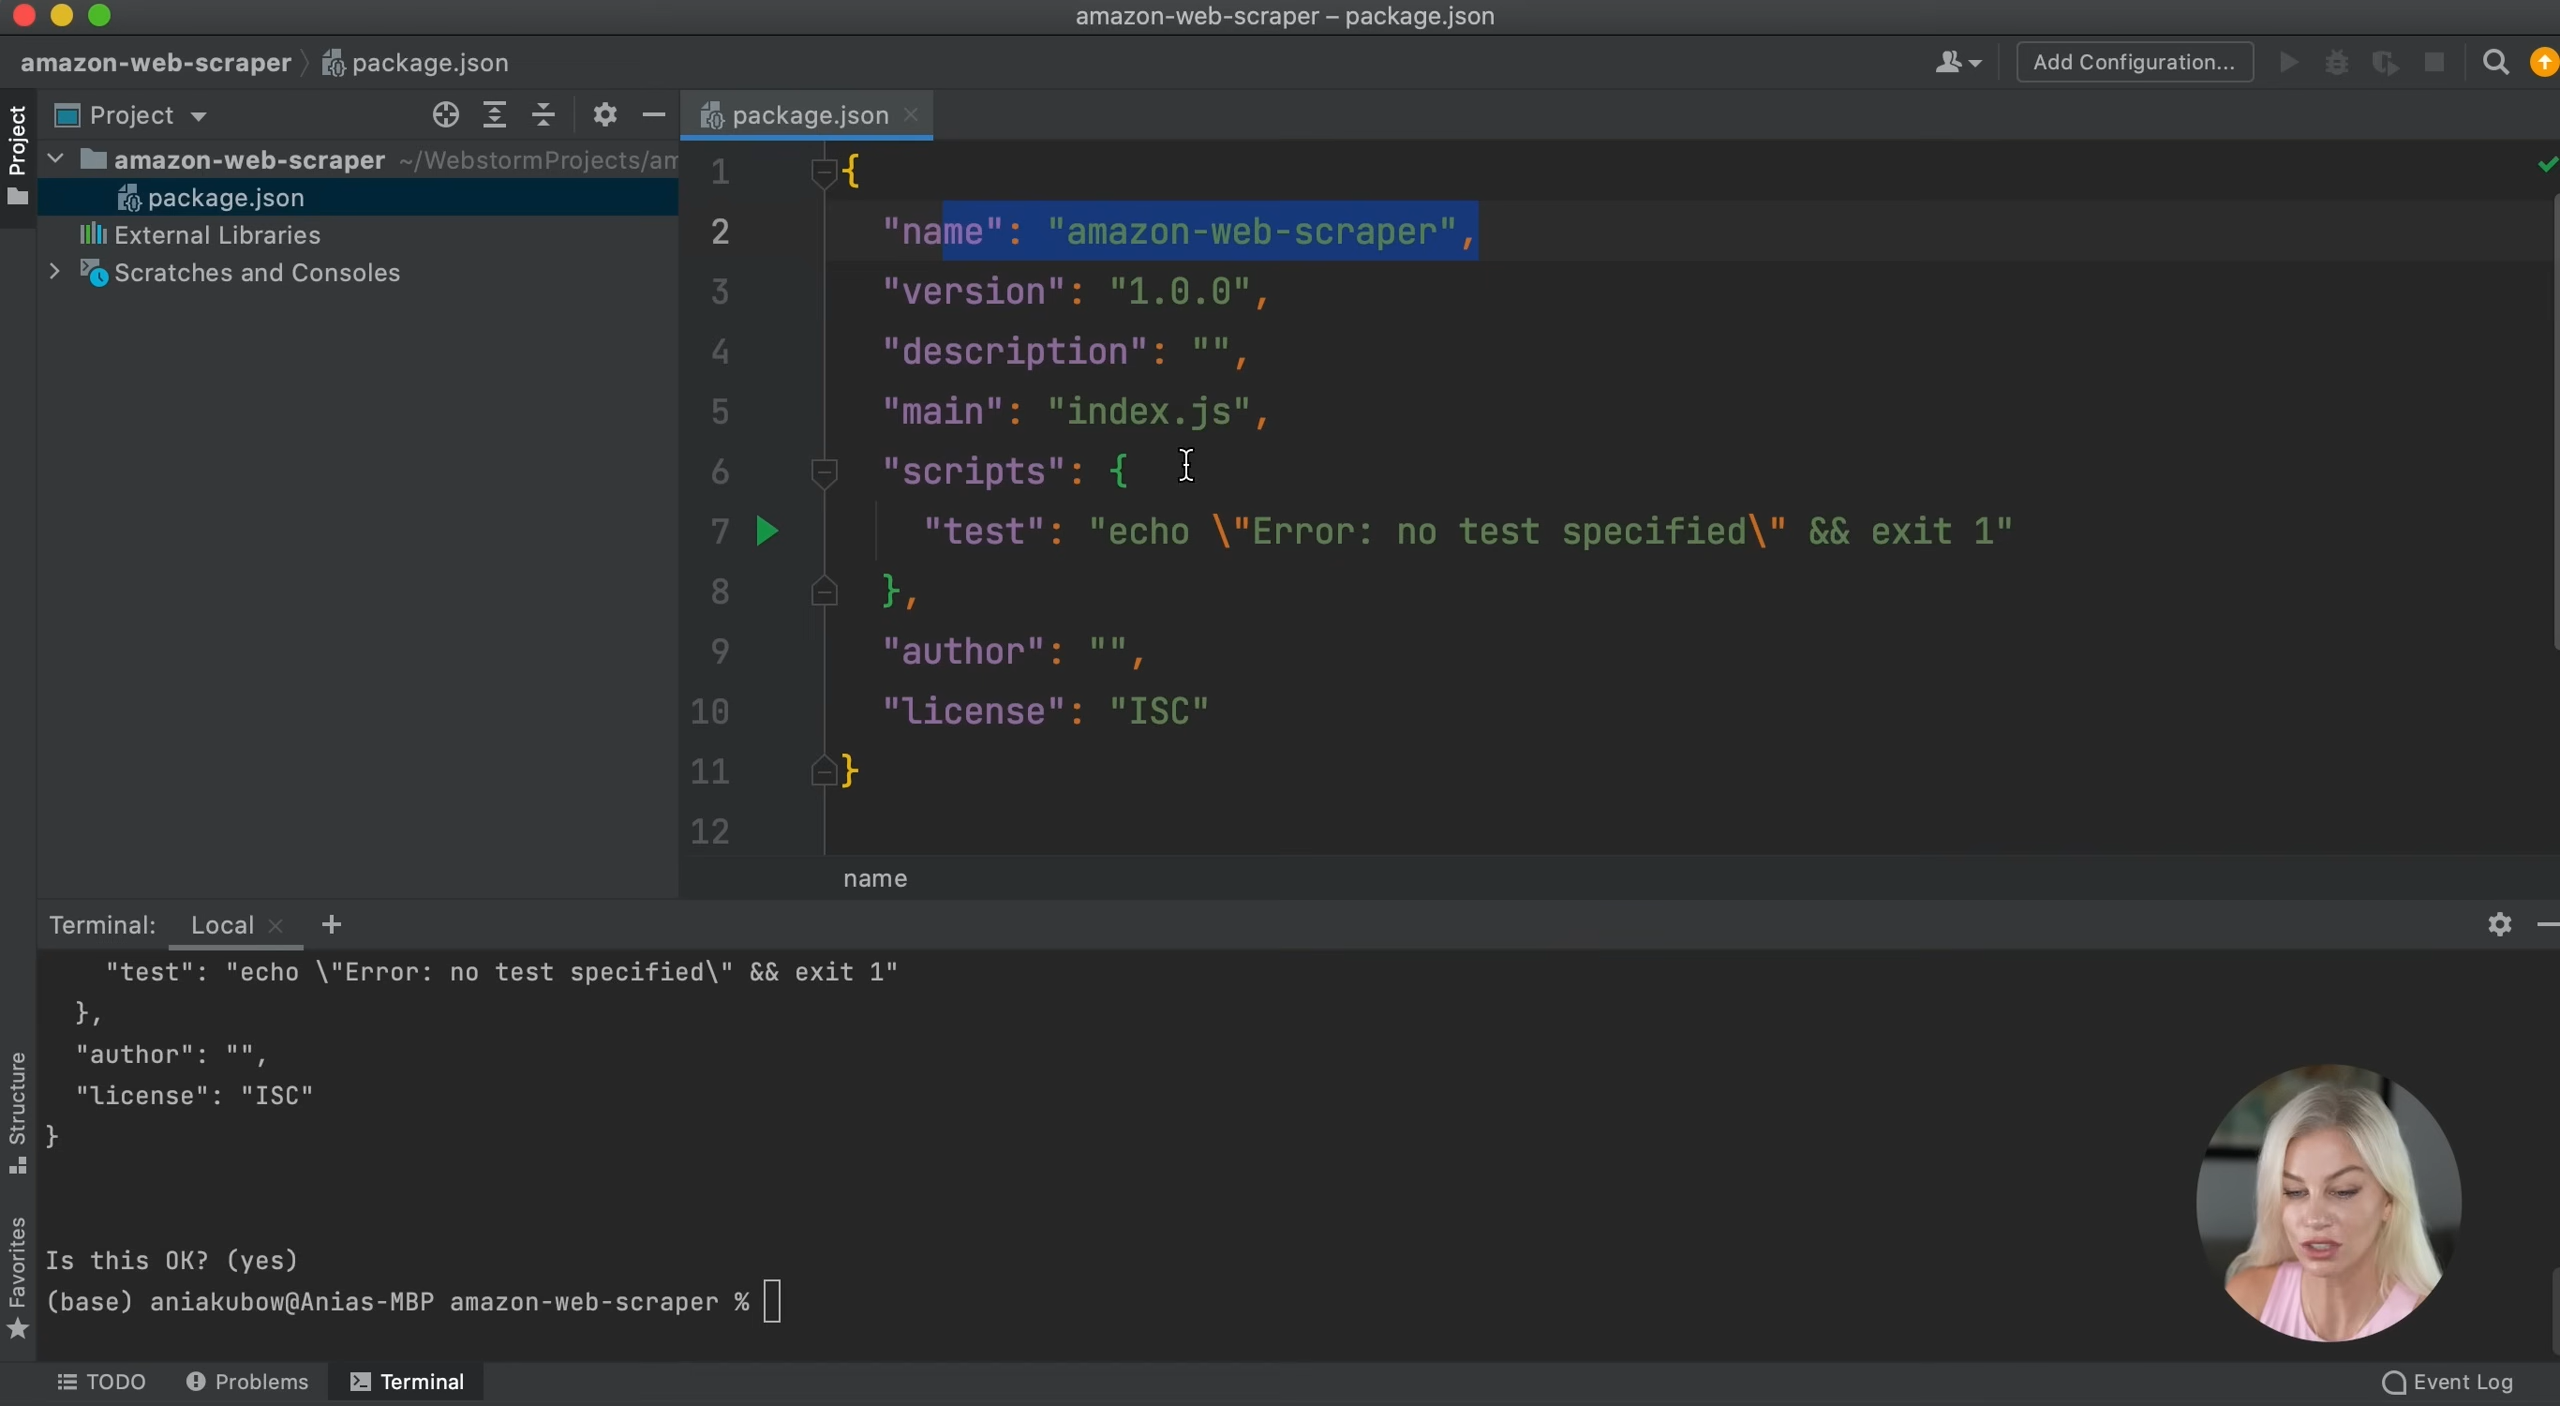 amazon-web-scraper – package.json
amazon-web-scraper
package.json
Add Configuration...
Project
Project
package.json
amazon-web-scraper ~/WebstormProjects/am
package.json
External Libraries
Scratches and Consoles
1 {
2 "name": "amazon-web-scraper",
3 "version": "1.0.0",
4 "description": "",
5 "main": "index.js",
6 "scripts": {
7 "test": "echo \"Error: no test specified\" && exit 1"
8 },
9 "author": "",
10 "license": "ISC"
11 }
12
name
Terminal: Local +
"test": "echo \"Error: no test specified\" && exit 1"
},
"author": "",
"license": "ISC"
}
Is this OK? (yes)
(base) aniakubow@Anias-MBP amazon-web-scraper %
Structure
Favorites
TODO
Problems
Terminal
Event Log